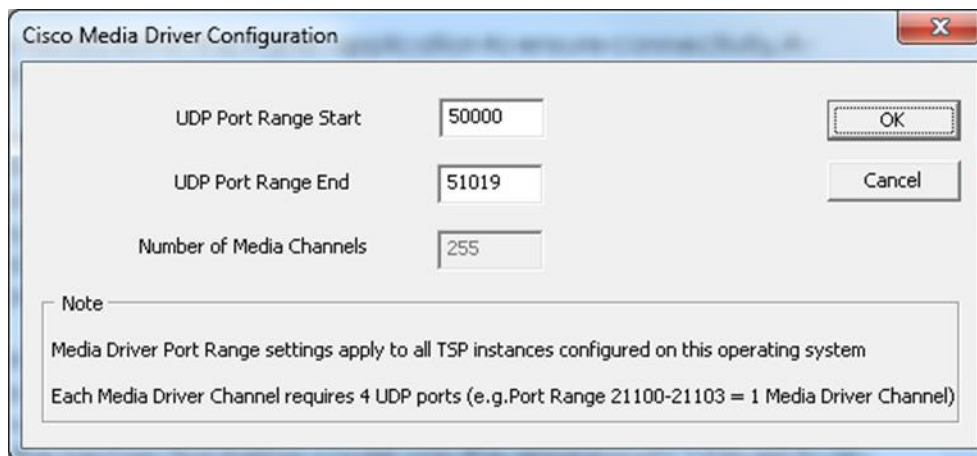 Cisco Media Driver Configuration
UDP Port Range Start 50000 OK
UDP Port Range End 51019 Cancel
Number of Media Channels 255
Note
Media Driver Port Range settings apply to all TSP instances configured on this operating system
Each Media Driver Channel requires 4 UDP ports (e.g.Port Range 21100-21103 = 1 Media Driver Channel)